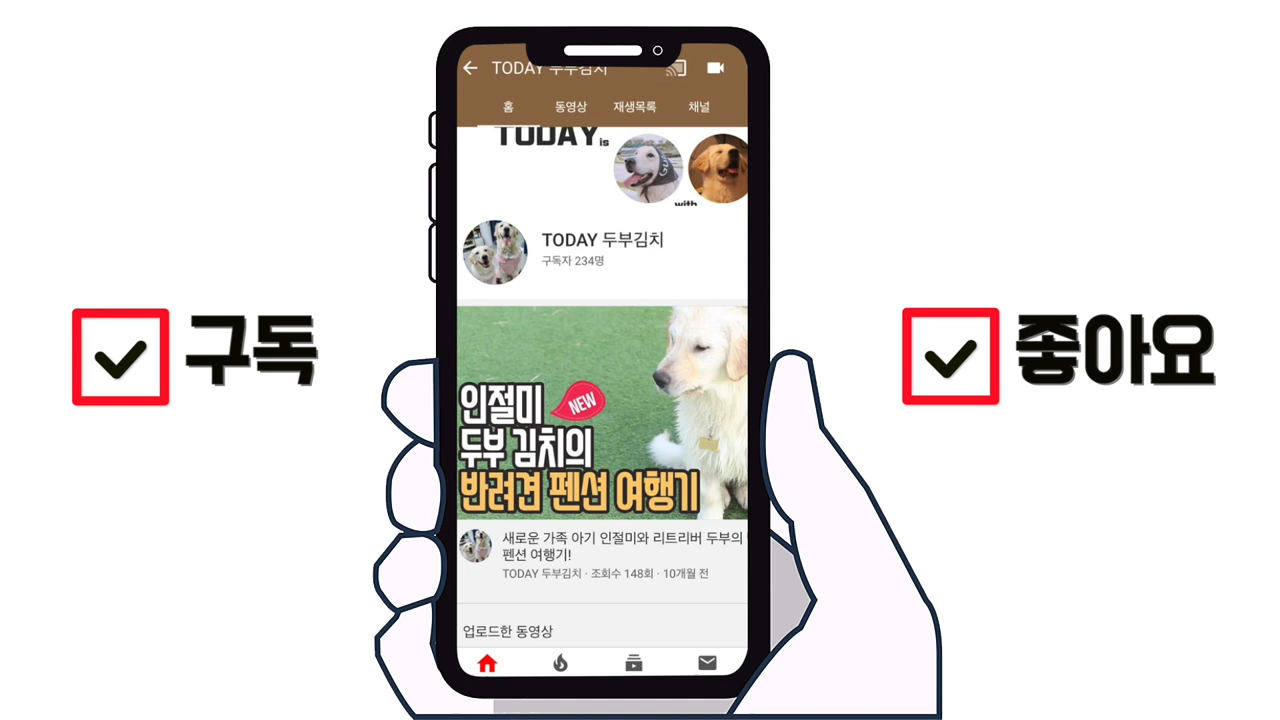 TODAY 두부김치
홈 동영상 재생목록 채널
TODAY is
with
TODAY 두부김치
구독자 234명
구독
좋아요
인절미 NEW
두부 김치의
반려견 펜션 여행기
새로운 가족 아기 인절미와 리트리버 두부의
펜션 여행기!
TODAY 두부김치 · 조회수 148회 · 10개월 전
업로드한 동영상